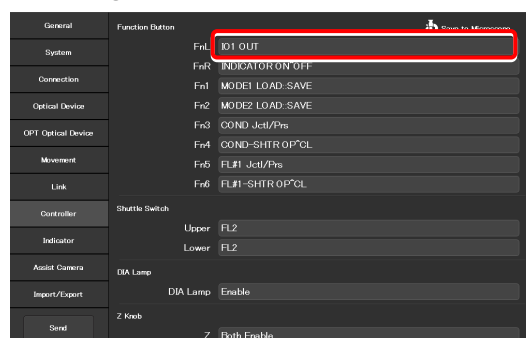 General
System
Connection
Optical Device
OPT Optical Device
Movement
Link
Controller
Indicator
Assist Camera
Import/Export
Send
Function Button
Save to Microscope
FnL IO1 OUT
FnR INDICATOR ON^OFF
Fn1 MODE1 LOAD::SAVE
Fn2 MODE2 LOAD::SAVE
Fn3 COND Jctl/Prs
Fn4 COND-SHTR OP^CL
Fn5 FL#1 Jctl/Prs
Fn6 FL#1-SHTR OP^CL
Shuttle Switch
Upper FL2
Lower FL2
DIA Lamp
DIA Lamp Enable
Z Knob
Z Both Enable